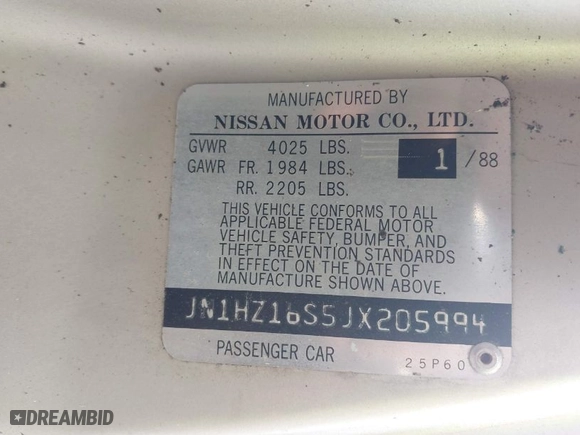 MANUFACTURED BY
NISSAN MOTOR CO., LTD.
GVWR 4025 LBS. 1 /88
GAWR FR. 1984 LBS.
RR. 2205 LBS.
THIS VEHICLE CONFORMS TO ALL
APPLICABLE FEDERAL MOTOR
VEHICLE SAFETY, BUMPER, AND
THEFT PREVENTION STANDARDS
IN EFFECT ON THE DATE OF
MANUFACTURE SHOWN ABOVE.
JN1HZ16S5JX205994
PASSENGER CAR 25P60
DREAMBID